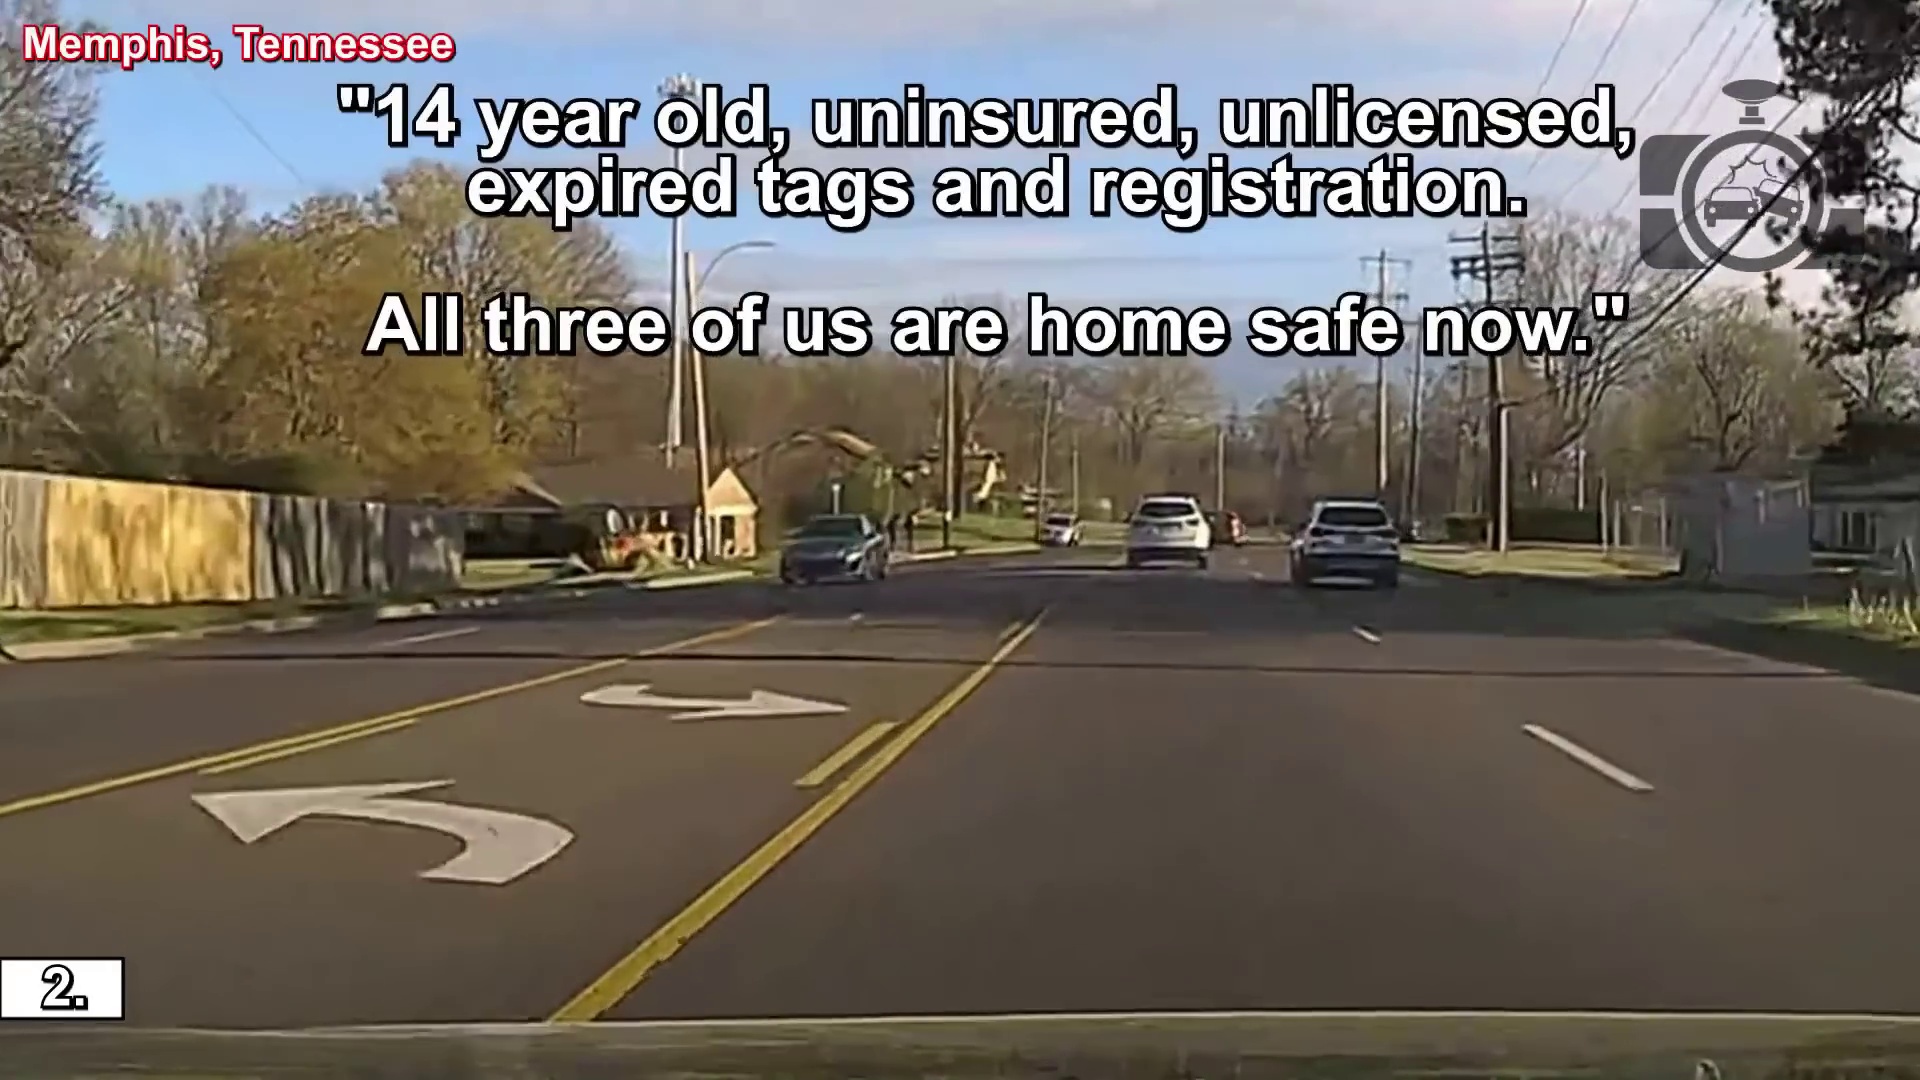 Memphis, Tennessee
"14 year old, uninsured, unlicensed,
expired tags and registration.
All three of us are home safe now."
2.